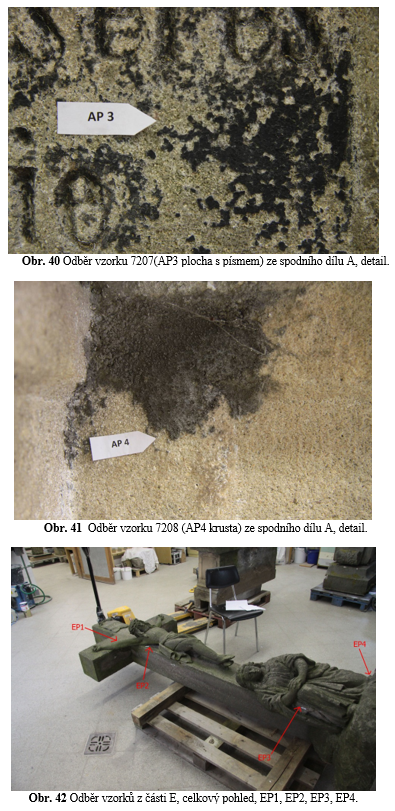 AP 3
10
Obr. 40 Odběr vzorku 7207(AP3 plocha s písmem) ze spodního dílu A, detail.
AP 4
Obr. 41 Odběr vzorku 7208 (AP4 krusta) ze spodního dílu A, detail.
EP1
EP2
EP3
EP4
Obr. 42 Odběr vzorků z části E, celkový pohled, EP1, EP2, EP3, EP4.